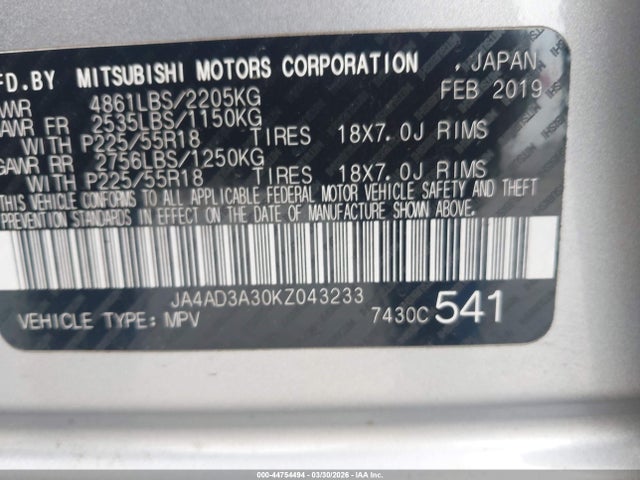 FD.BY MITSUBISHI MOTORS CORPORATION , JAPAN
VWR 4861LBS/2205KG FEB 2019
AWR FR 2535LBS/1150KG
WITH P225/55R18 TIRES 18X7.0J RIMS
GAWR RR 2756LBS/1250KG
WITH P225/55R18 TIRES 18X7.0J RIMS
THIS VEHICLE CONFORMS TO ALL APPLICABLE FEDERAL MOTOR VEHICLE SAFETY AND THEFT
PREVENTION STANDARDS IN EFFECT ON THE DATE OF MANUFACTURE SHOWN ABOVE.
JA4AD3A30KZ043233
VEHICLE TYPE: MPV 7430C 541
000-44754494 | 03/30/2026 - IAA Inc.